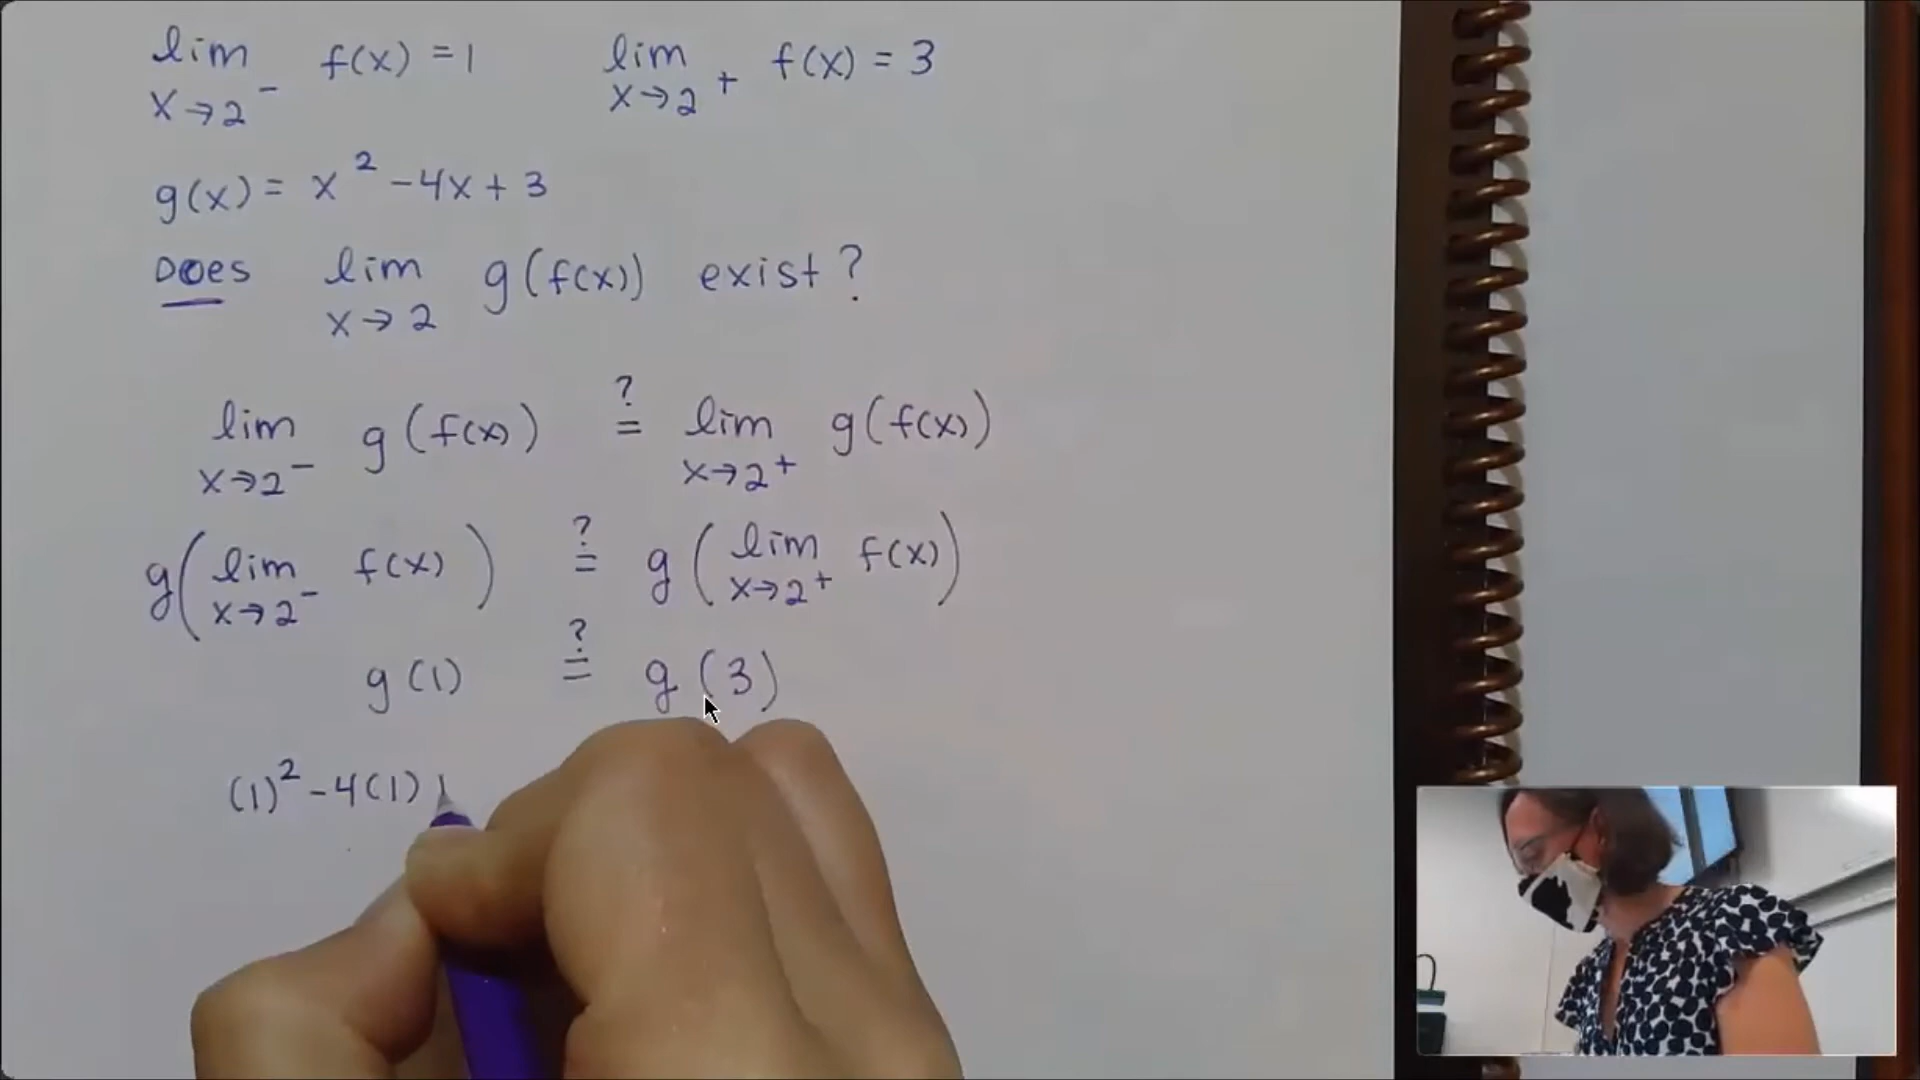 lim x→2⁻ f(x) = 1 lim x→2⁺ f(x) = 3
g(x) = x² - 4x + 3
Does lim x→2 g(f(x)) exist?
lim x→2⁻ g(f(x)) ≟ lim x→2⁺ g(f(x))
g(lim x→2⁻ f(x)) ≟ g(lim x→2⁺ f(x))
g(1) ≟ g(3)
(1)² - 4(1)